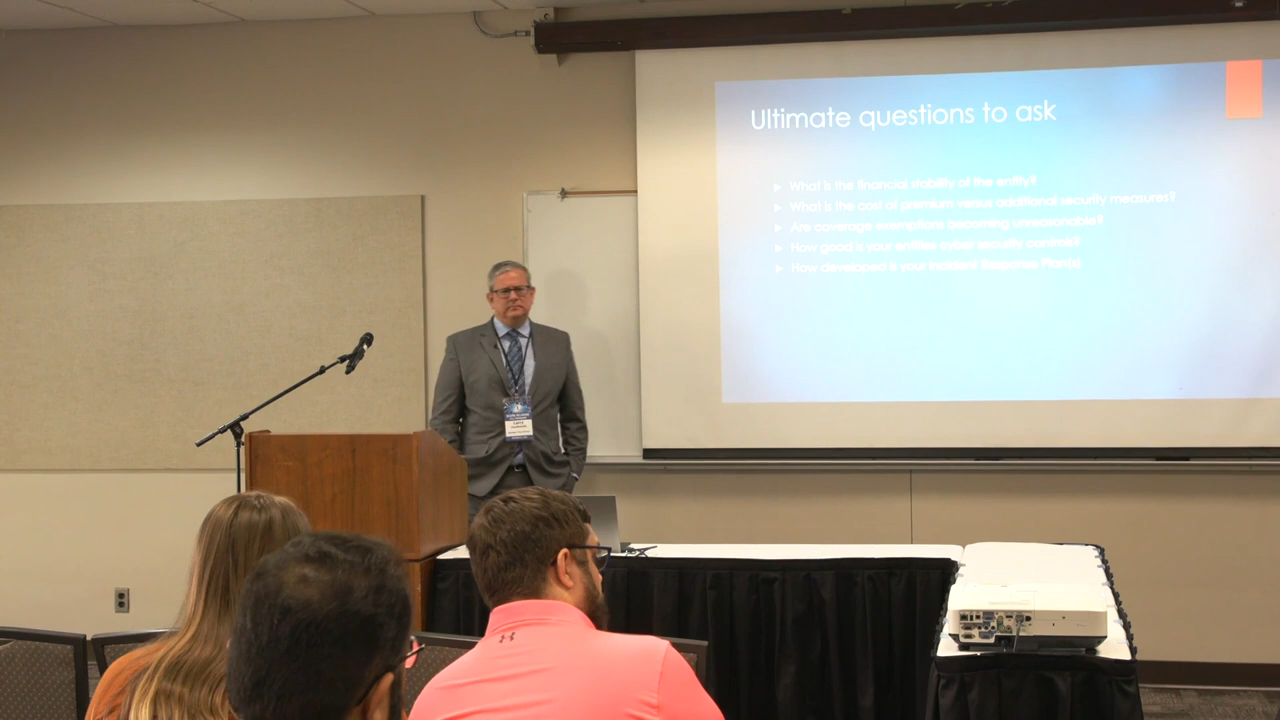 Ultimate questions to ask
What is the financial stability of the entity?
What is the cost of premium versus additional security measures?
Are coverage exemptions becoming unreasonable?
How good is your entities cyber security controls?
How developed is your Incident Response Plan(s)